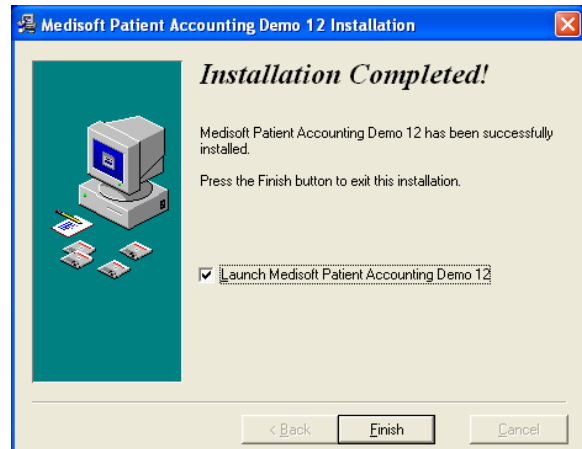 Medisoft Patient Accounting Demo 12 Installation
Installation Completed!
Medisoft Patient Accounting Demo 12 has been successfully
installed.
Press the Finish button to exit this installation.
Launch Medisoft Patient Accounting Demo 12
< Back
Finish
Cancel